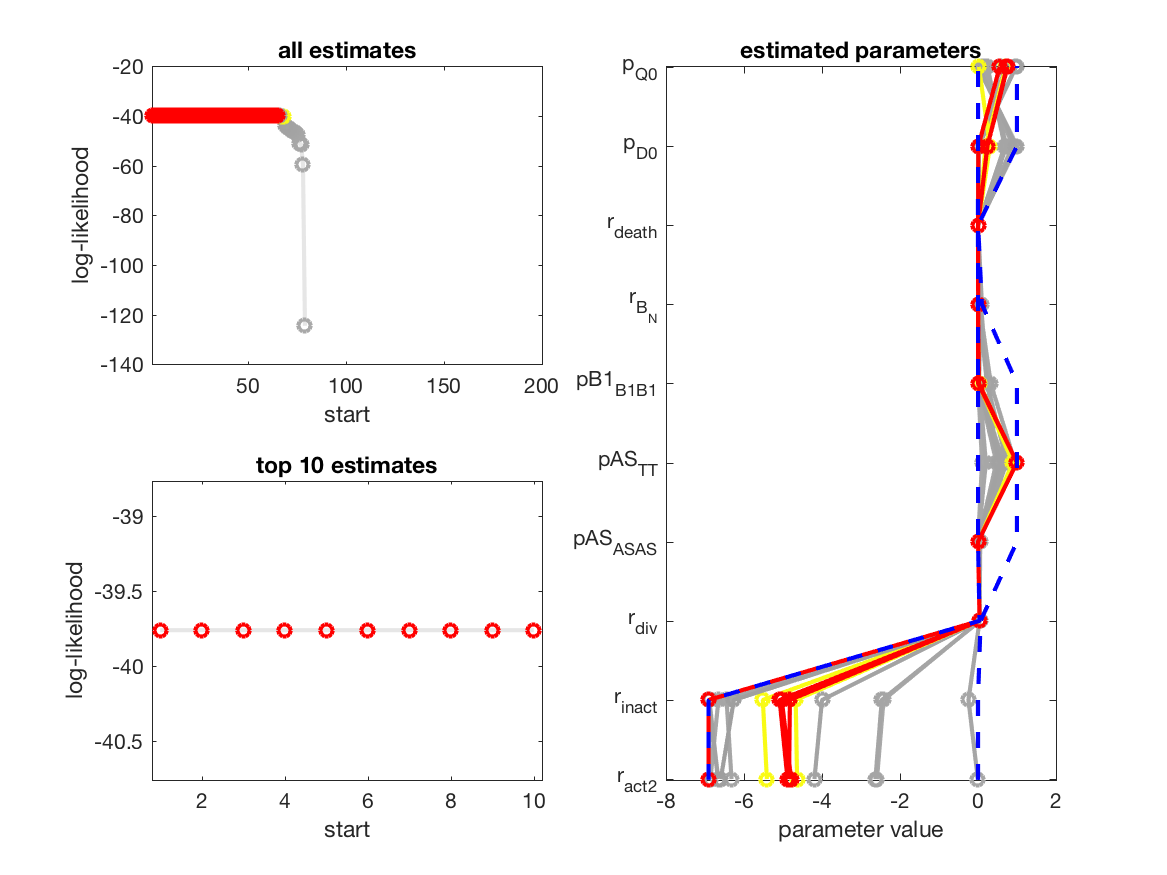 all estimates
-20
-40
-60
-80
-100
-120
-140
50
100
150
200
log-likelihood
start
top 10 estimates
-39
-39.5
-40
-40.5
2
4
6
8
10
log-likelihood
start
estimated parameters
p_Q0
p_D0
r_death
r_B_N
pB1_B1B1
pAS_TT
pAS_ASAS
r_div
r_inact
r_act2
-8
-6
-4
-2
0
2
parameter value